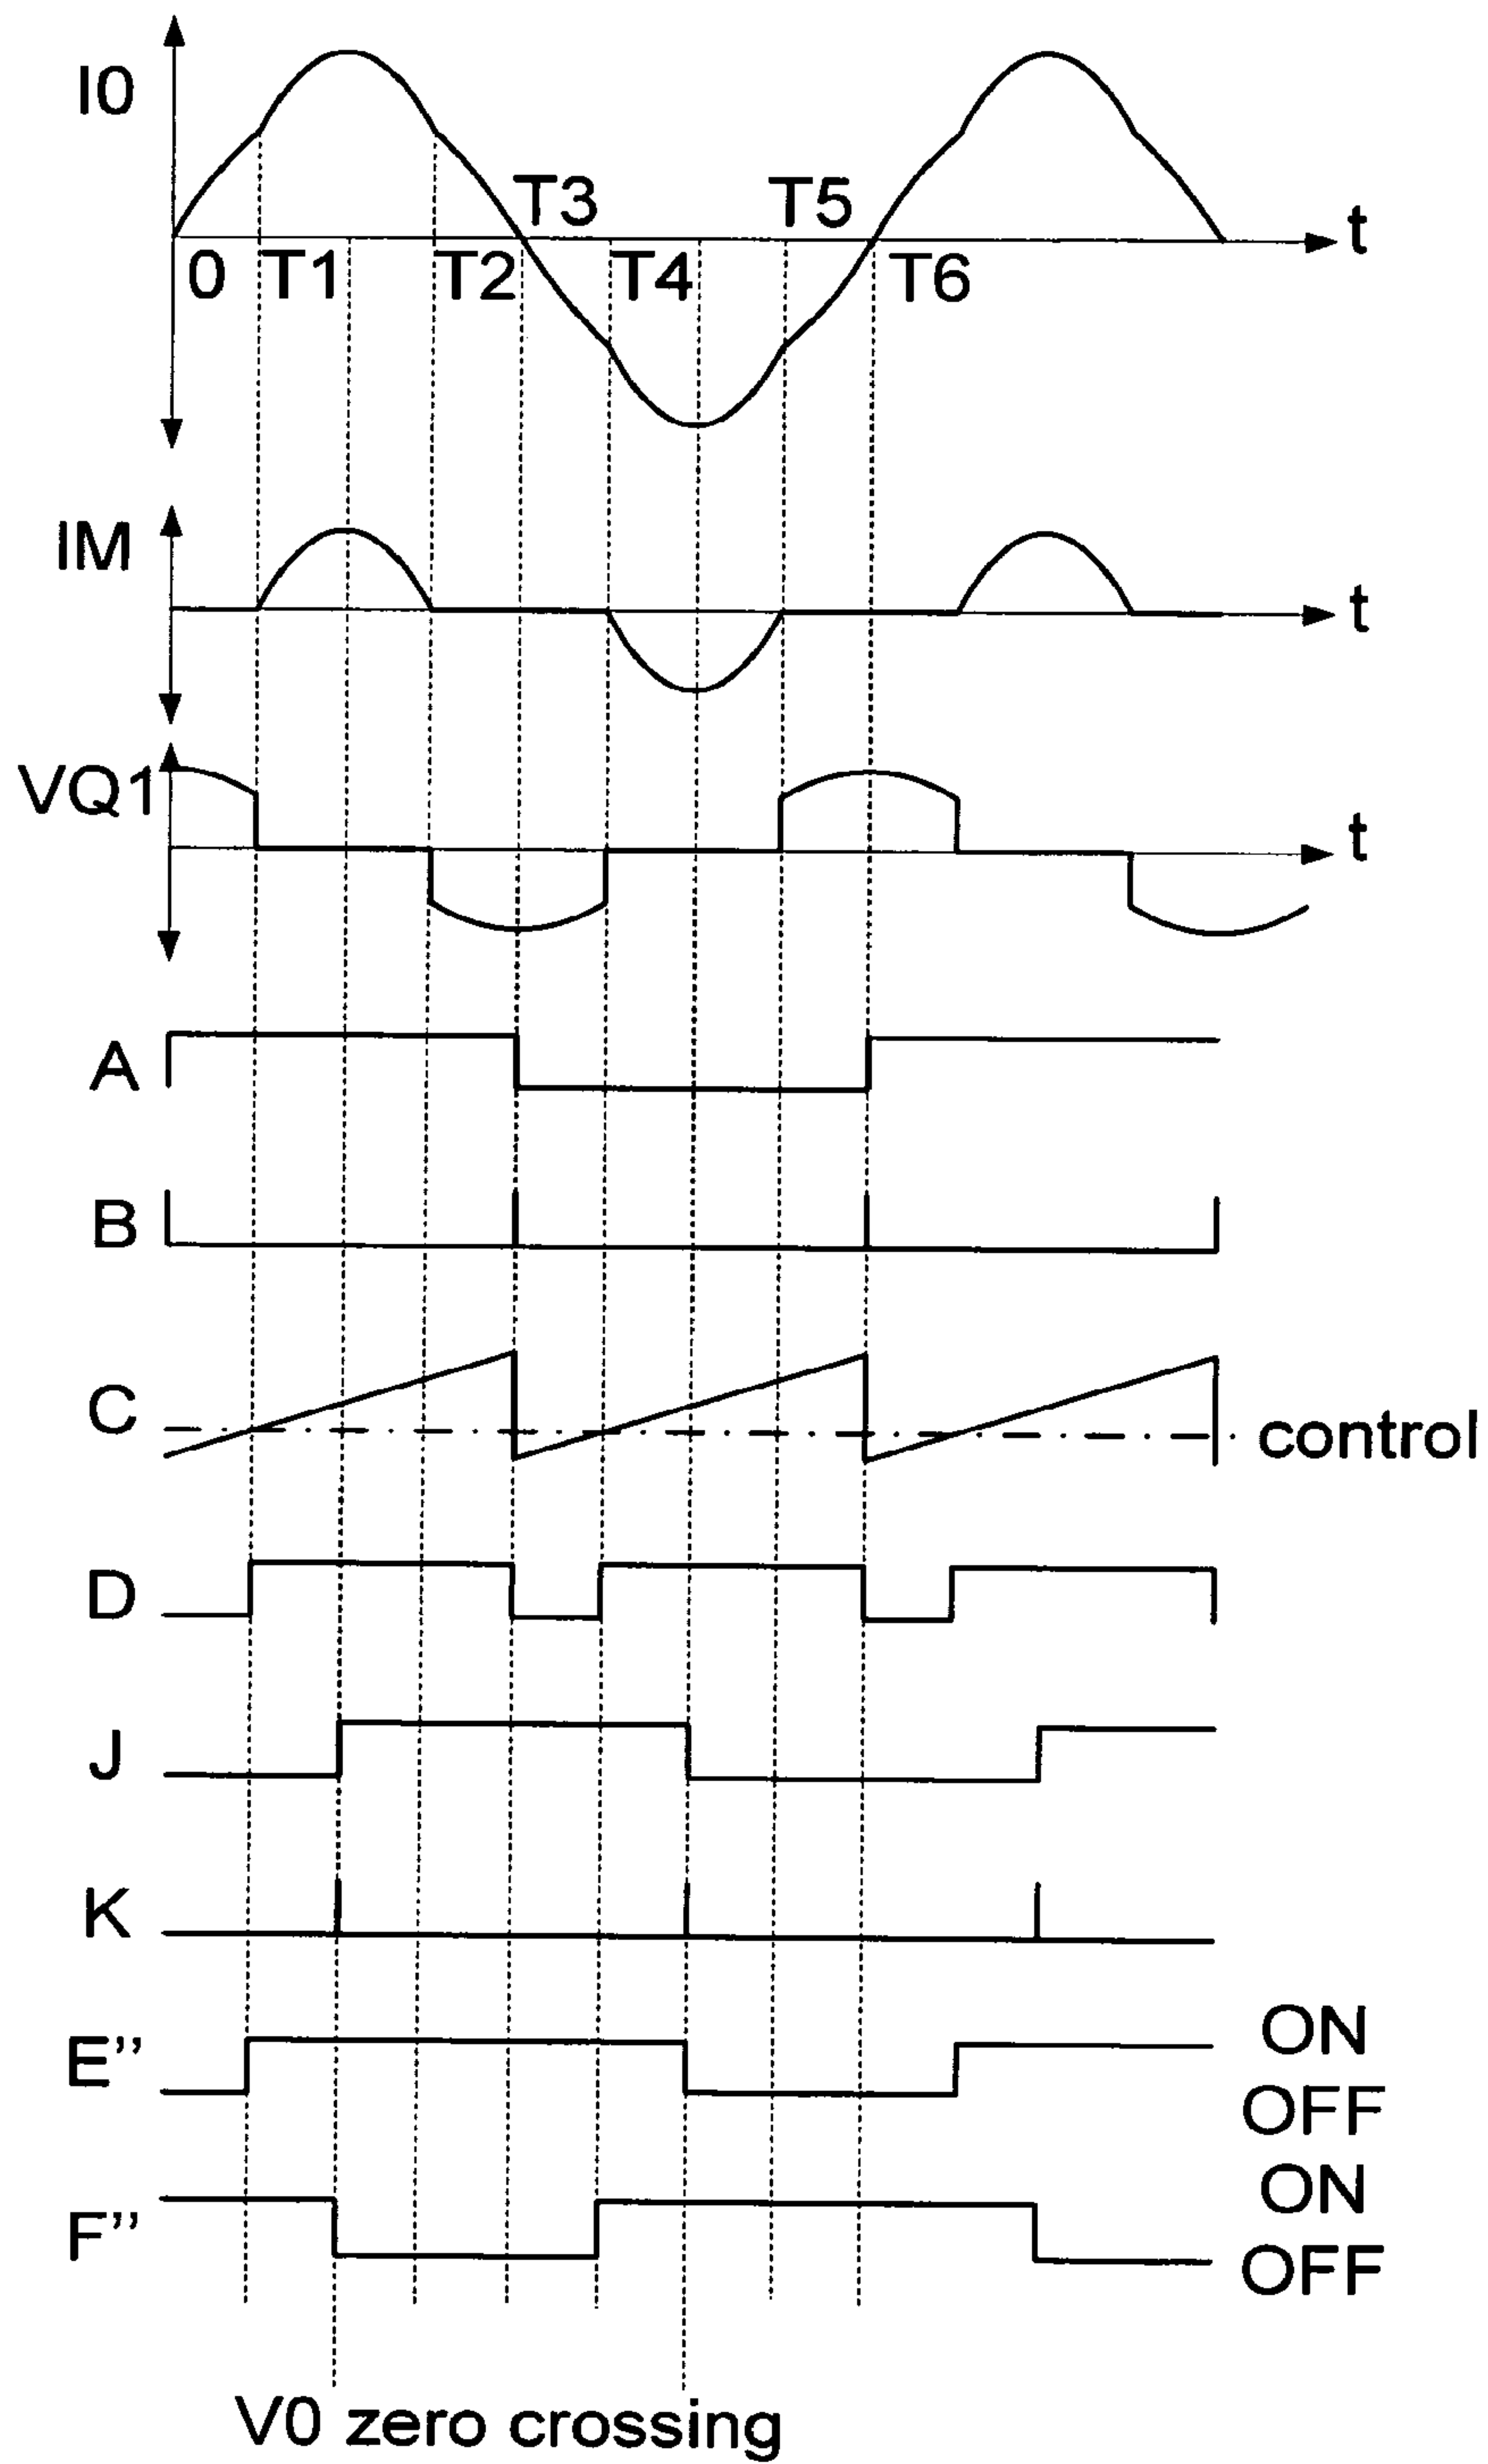 I0
T3
T5
t
0
T1
T2
T4
T6
IM
t
VQ1
t
A
B
C
control
D
J
K
E’’
ON
OFF
F’’
ON
OFF
V0 zero crossing